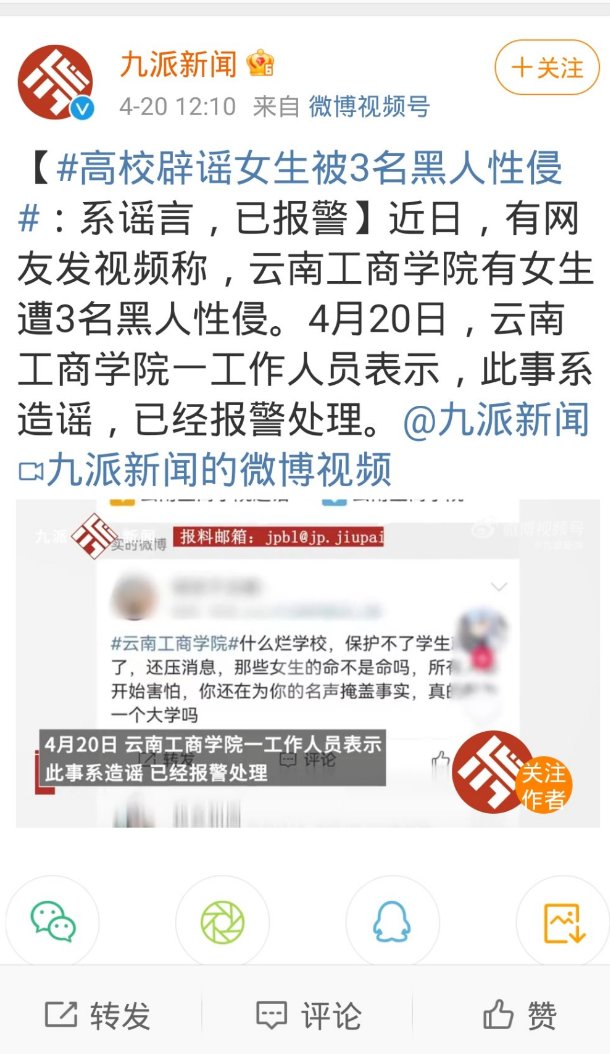 九派新闻
+关注
4-20 12:10 来自 微博视频号
【#高校辟谣女生被3名黑人性侵
#：系谣言，已报警】近日，有网
友发视频称，云南工商学院有女生
遭3名黑人性侵。4月20日，云南
工商学院一工作人员表示，此事系
造谣，已经报警处理。@九派新闻
九派新闻的微博视频
九派 新闻
报料邮箱：jpbl@jp.jiupai
微博视频号
买的微博
#云南工商学院#什么烂学校，保护不了学生
了，还压消息，那些女生的命不是命吗，所有
开始害怕，你还在为你的名声掩盖事实，真的
一个大学吗
4月20日 云南工商学院一工作人员表示
此事系造谣 已经报警处理
转发 评论
关注
作者
转发
评论
赞